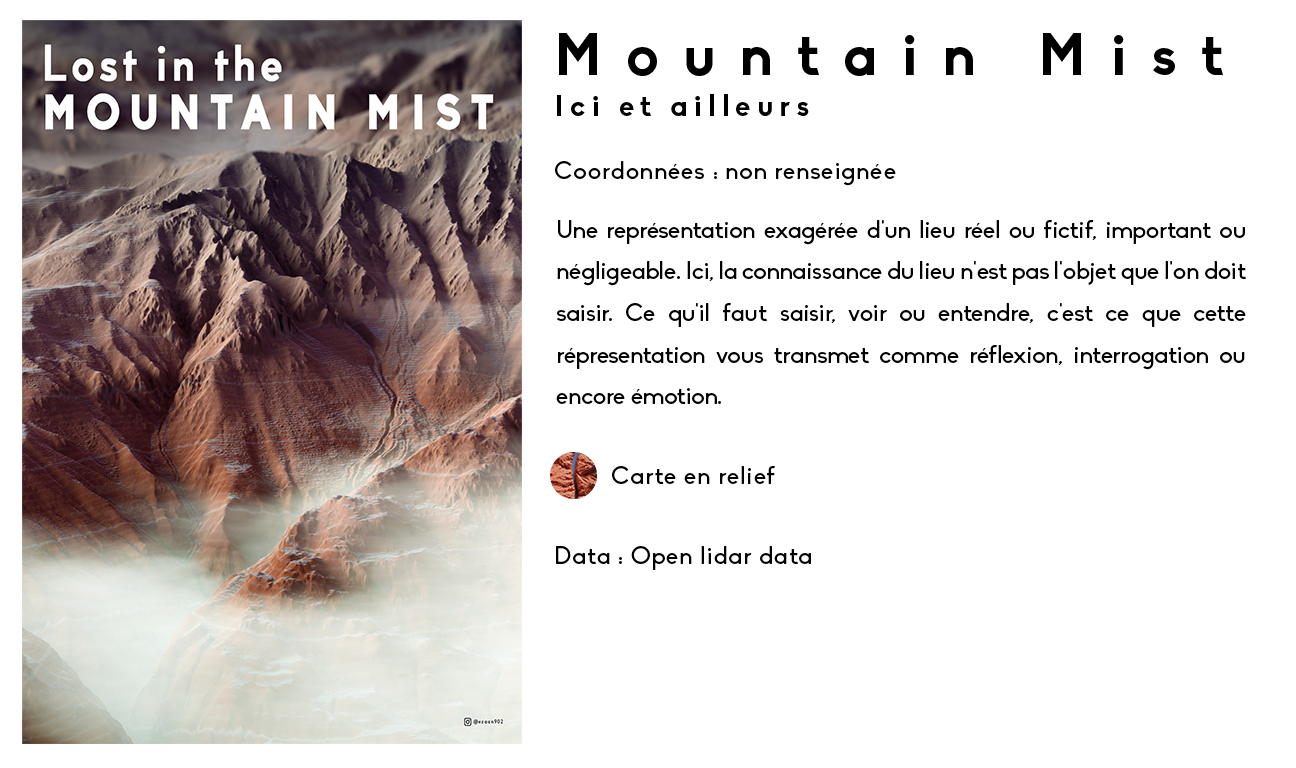 Lost in the
MOUNTAIN MIST
Mountain Mist
Ici et ailleurs
Coordonnées : non renseignée
Une représentation exagérée d'un lieu réel ou fictif, important ou
négligeable. Ici, la connaissance du lieu n'est pas l'objet que l'on doit
saisir. Ce qu'il faut saisir, voir ou entendre, c'est ce que cette
répresentation vous transmet comme réflexion, interrogation ou
encore émotion.
Carte en relief
Data : Open lidar data